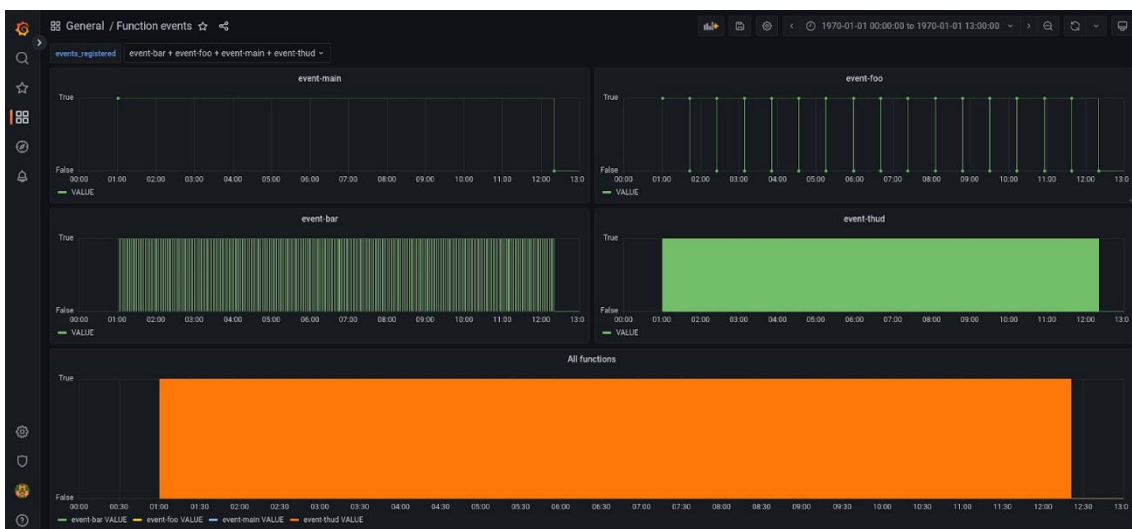 General / Function events
1970-01-01 00:00:00 to 1970-01-01 13:00:00
events_registered event-bar + event-foo + event-main + event-thud
event-main
True
False
00:00 01:00 02:00 03:00 04:00 05:00 06:00 07:00 08:00 09:00 10:00 11:00 12:00 13:0
VALUE
event-foo
True
False
00:00 01:00 02:00 03:00 04:00 05:00 06:00 07:00 08:00 09:00 10:00 11:00 12:00 13:0
VALUE
event-bar
True
False
00:00 01:00 02:00 03:00 04:00 05:00 06:00 07:00 08:00 09:00 10:00 11:00 12:00 13:0
VALUE
event-thud
True
False
00:00 01:00 02:00 03:00 04:00 05:00 06:00 07:00 08:00 09:00 10:00 11:00 12:00 13:0
VALUE
All functions
True
False
00:00 00:30 01:00 01:30 02:00 02:30 03:00 03:30 04:00 04:30 05:00 05:30 06:00 06:30 07:00 07:30 08:00 08:30 09:00 09:30 10:00 10:30 11:00 11:30 12:00 12:30 13:0
event-bar VALUE event-foo VALUE event-main VALUE event-thud VALUE